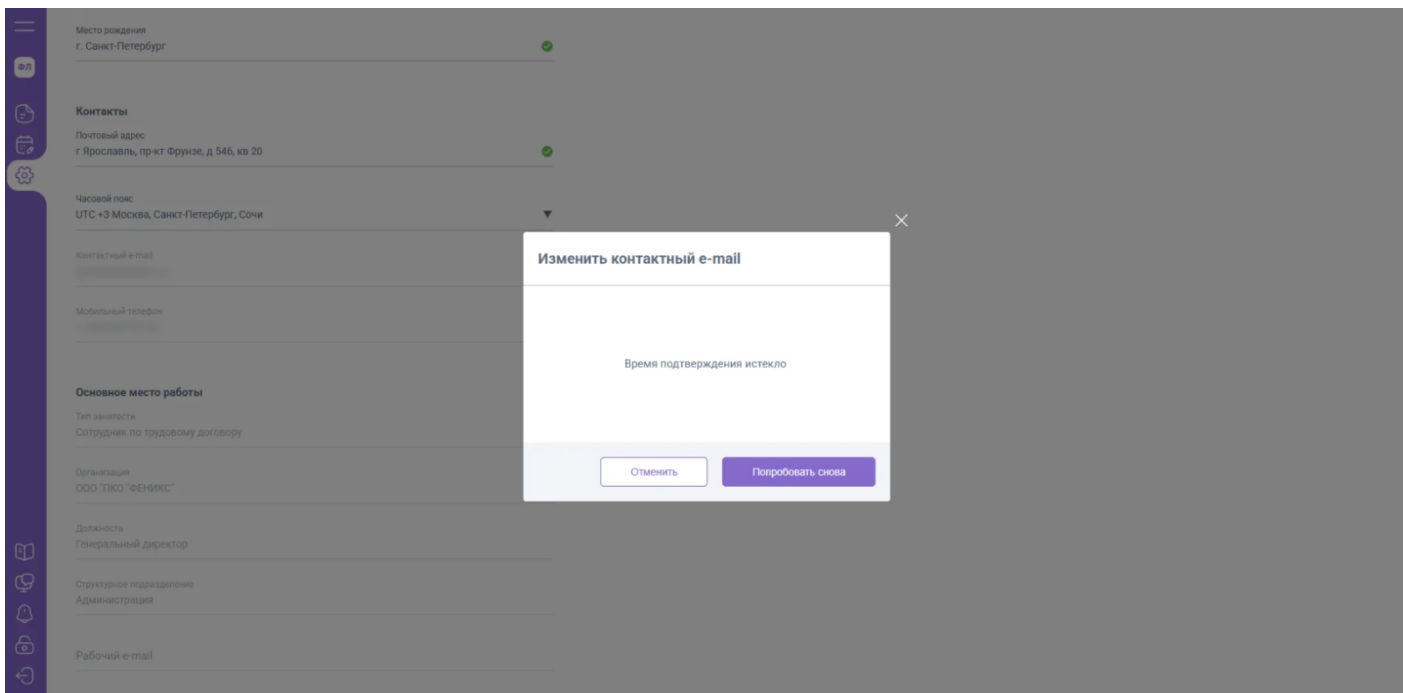 Место рождения
г. Санкт-Петербург
ФЛ
Контакты
Почтовый адрес
г Ярославль, пр-кт Фрунзе, д 546, кв 20
Часовой пояс
UTC +3 Москва, Санкт-Петербург, Сочи
Контактный e-mail
Мобильный телефон
Изменить контактный e-mail
Время подтверждения истекло
Отменить
Попробовать снова
Основное место работы
Тип занятости
Сотрудник по трудовому договору
Организация
ООО "ПКО "ФЕНИКС"
Должность
Генеральный директор
Структурное подразделение
Администрация
Рабочий e-mail